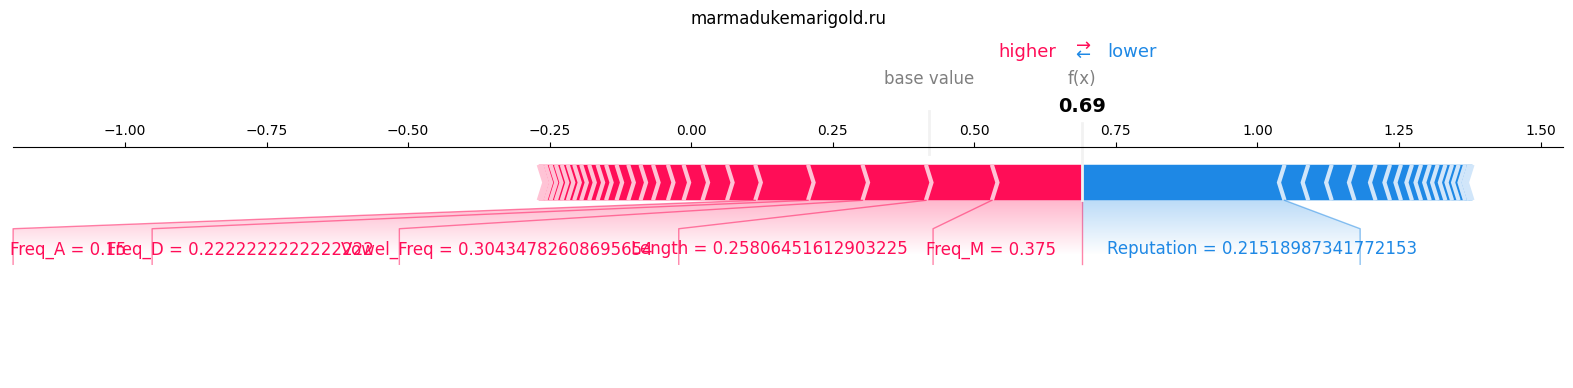 marmadukemarigold.ru
higher ⇄ lower
base value f(x)
0.69
−1.00 −0.75 −0.50 −0.25 0.00 0.25 0.50 0.75 1.00 1.25 1.50
Freq_A = 0.15 Freq_D = 0.2222222222222222 Vowel_Freq = 0.30434782608695654 Length = 0.25806451612903225 Freq_M = 0.375 Reputation = 0.21518987341772153